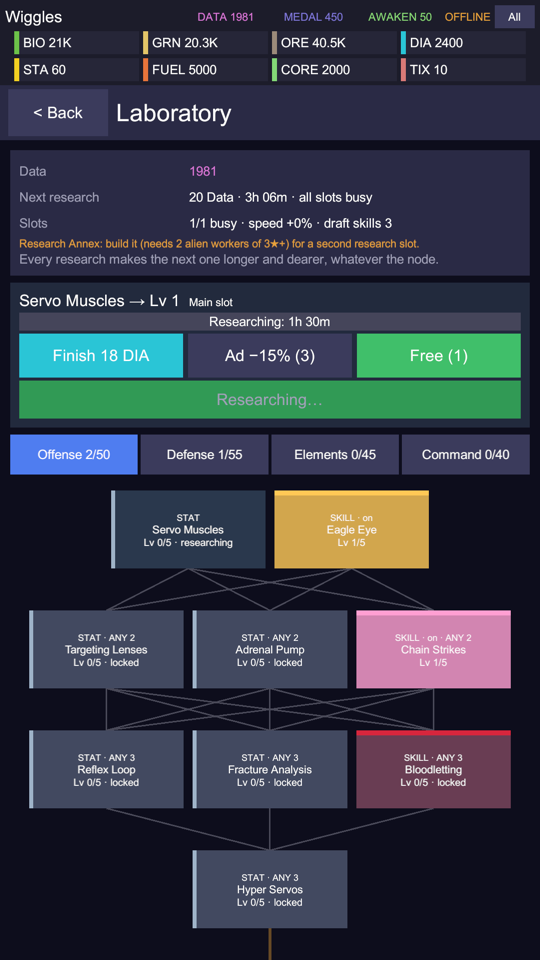 Wiggles DATA 1981 MEDAL 450 AWAKEN 50 OFFLINE All
BIO 21K GRN 20.3K ORE 40.5K DIA 2400
STA 60 FUEL 5000 CORE 2000 TIX 10
< Back Laboratory
Data 1981
Next research 20 Data · 3h 06m · all slots busy
Slots 1/1 busy · speed +0% · draft skills 3
Research Annex: build it (needs 2 alien workers of 3★+) for a second research slot.
Every research makes the next one longer and dearer, whatever the node.
Servo Muscles → Lv 1 Main slot
Researching: 1h 30m
Finish 18 DIA Ad −15% (3) Free (1)
Researching…
Offense 2/50 Defense 1/55 Elements 0/45 Command 0/40
STAT
Servo Muscles
Lv 0/5 · researching
SKILL · on
Eagle Eye
Lv 1/5
STAT · ANY 2
Targeting Lenses
Lv 0/5 · locked
STAT · ANY 2
Adrenal Pump
Lv 0/5 · locked
SKILL · on · ANY 2
Chain Strikes
Lv 1/5
STAT · ANY 3
Reflex Loop
Lv 0/5 · locked
STAT · ANY 3
Fracture Analysis
Lv 0/5 · locked
SKILL · ANY 3
Bloodletting
Lv 0/5 · locked
STAT · ANY 3
Hyper Servos
Lv 0/5 · locked